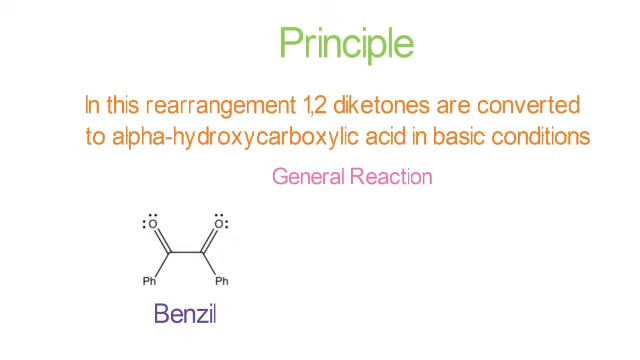 Principle
In this rearrangement 1,2 diketones are converted
to alpha-hydroxycarboxylic acid in basic conditions
General Reaction
O O
Ph Ph
Benzil